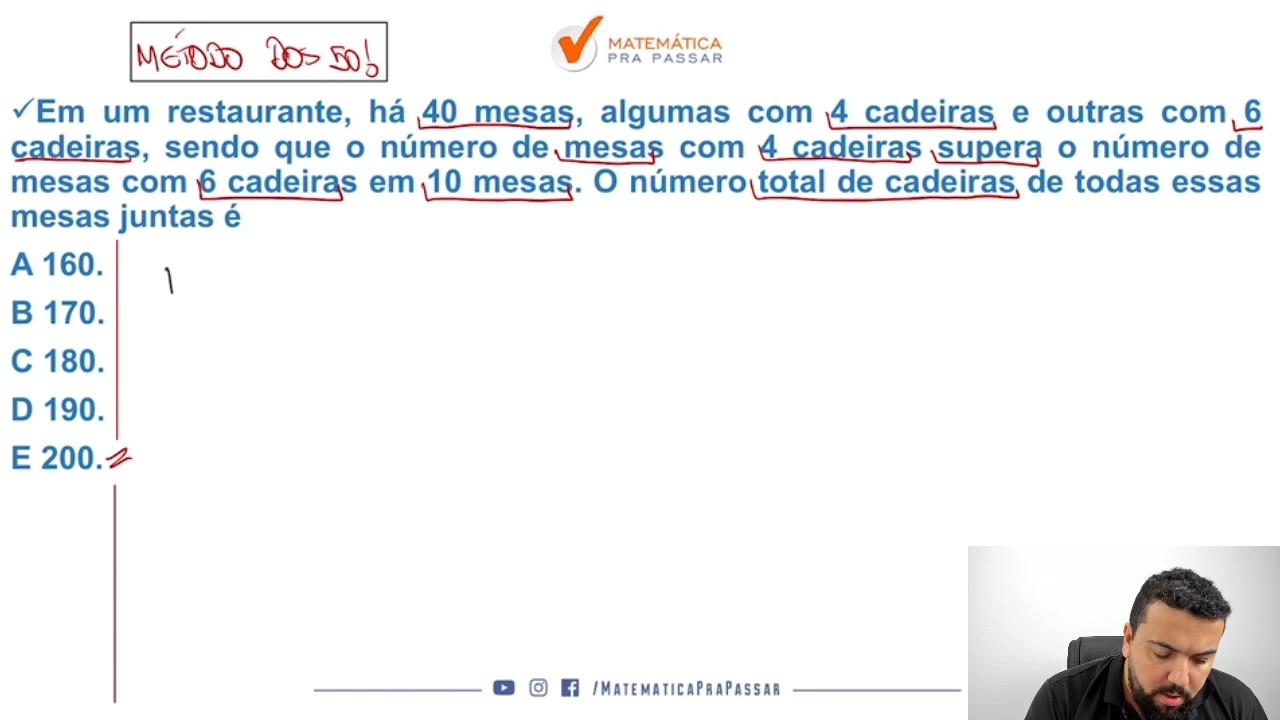 MÉTODO DOS 50!
MATEMÁTICA
PRA PASSAR
✓Em um restaurante, há 40 mesas, algumas com 4 cadeiras e outras com 6
cadeiras, sendo que o número de mesas com 4 cadeiras supera o número de
mesas com 6 cadeiras em 10 mesas. O número total de cadeiras de todas essas
mesas juntas é
A 160.
B 170.
C 180.
D 190.
E 200.
/MATEMATICAPRAPASSAR